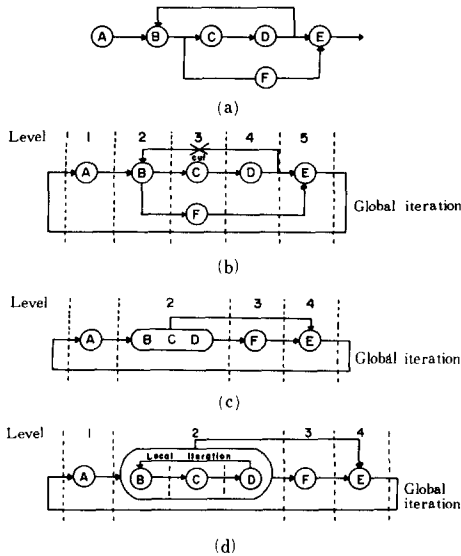 A B C D E
F
(a)
Level 1 2 3 4 5
cut
A B C D E
F
Global iteration
(b)
Level 1 2 3 4
A B C D F E
Global iteration
(c)
Level 1 2 3 4
Local iteration
A B C D F E
Global
iteration
(d)